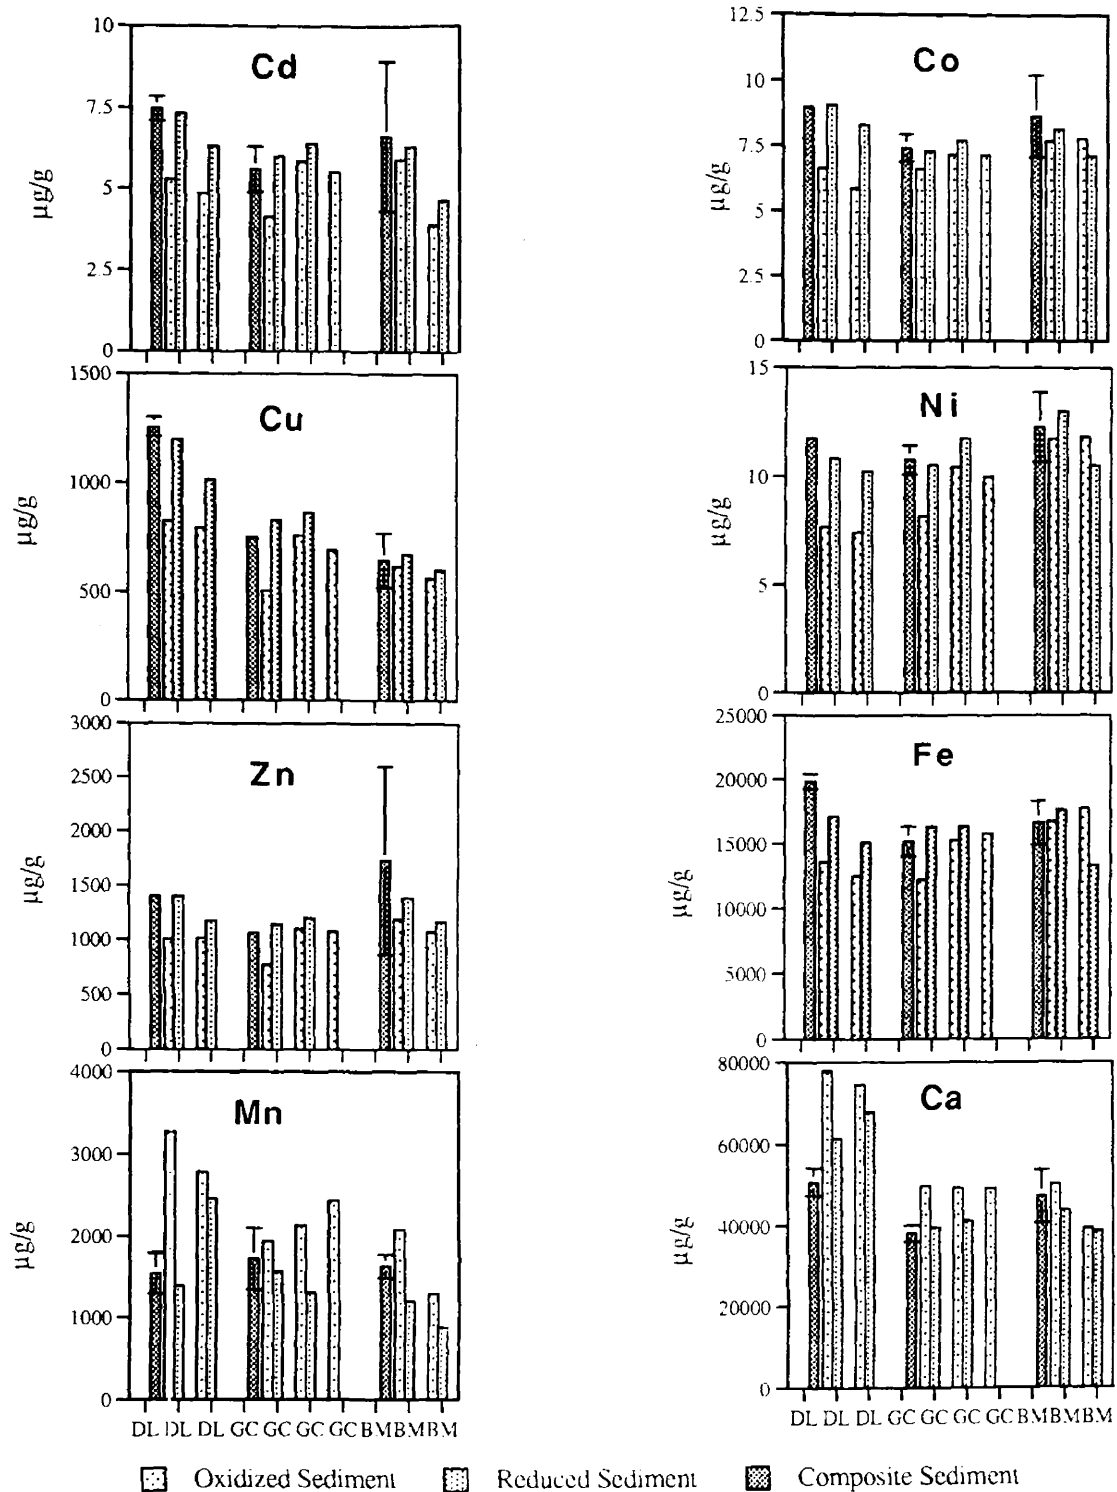 Cd
10
7.5
5
2.5
0
µg/g
Co
12.5
10
7.5
5
2.5
0
µg/g
Cu
1500
1000
500
0
µg/g
Ni
15
10
5
0
µg/g
Zn
3000
2500
2000
1500
1000
500
0
µg/g
Fe
25000
20000
15000
10000
5000
0
µg/g
Mn
4000
3000
2000
1000
0
µg/g
DL DL DL GC GC GC GC BM BM BM
Ca
80000
60000
40000
20000
0
µg/g
DL DL DL GC GC GC GC BM BM BM
Oxidized Sediment Reduced Sediment Composite Sediment